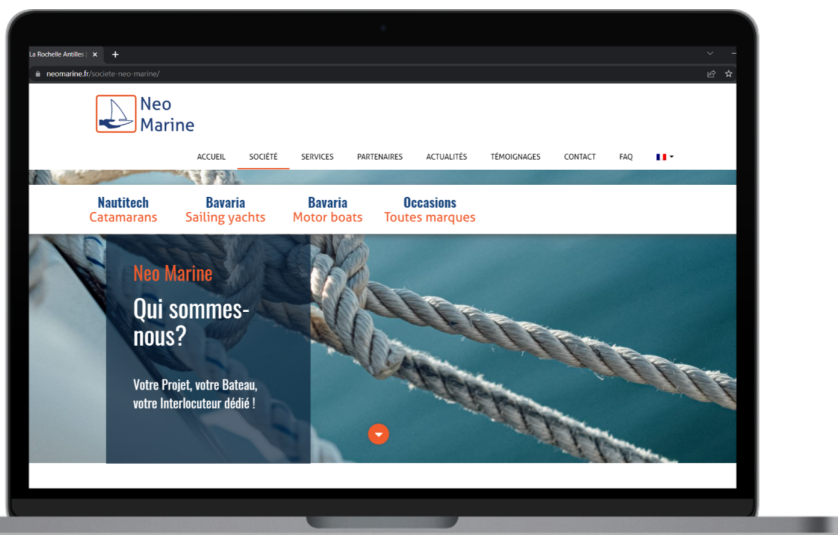 La Rochelle Antilles
neomarine.fr/societe-neo-marine/
Neo
Marine
ACCUEIL SOCIÉTÉ SERVICES PARTENAIRES ACTUALITÉS TÉMOIGNAGES CONTACT FAQ
Nautitech Bavaria Bavaria Occasions
Catamarans Sailing yachts Motor boats Toutes marques
Neo Marine
Qui sommes-
nous?
Votre Projet, votre Bateau,
votre Interlocuteur dédié !